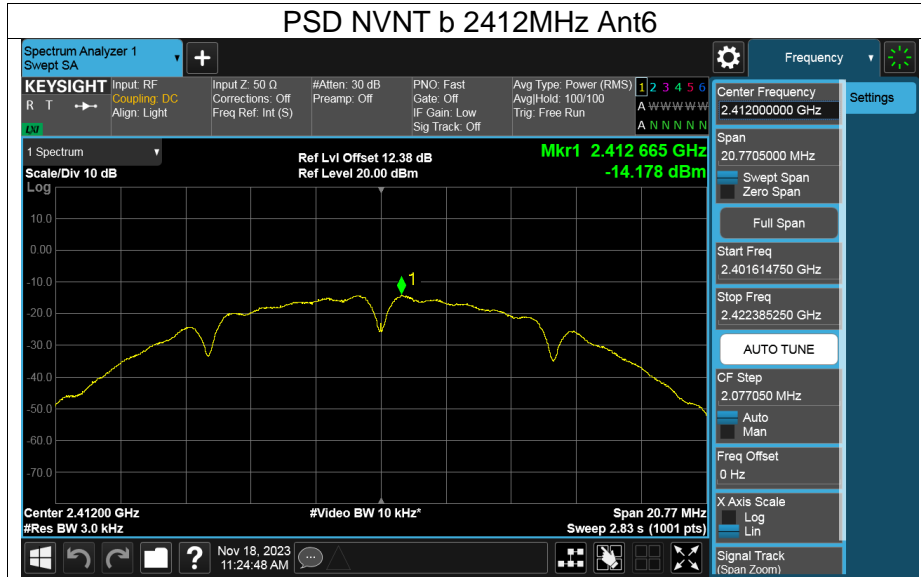 PSD NVNT b 2412MHz Ant6
Spectrum Analyzer 1
Swept SA
+
Frequency
KEYSIGHT
R T
LXI
Input: RF
Coupling: DC
Align: Light
Input Z: 50 Ω
Corrections: Off
Freq Ref: Int (S)
#Atten: 30 dB
Preamp: Off
PNO: Fast
Gate: Off
IF Gain: Low
Sig Track: Off
Avg Type: Power (RMS)
Avg|Hold: 100/100
Trig: Free Run
1 2 3 4 5 6
A W W W W W
A N N N N N
1 Spectrum
Scale/Div 10 dB
Ref Lvl Offset 12.38 dB
Ref Level 20.00 dBm
Mkr1 2.412 665 GHz
-14.178 dBm
Log
10.0
0.00
-10.0
-20.0
-30.0
-40.0
-50.0
-60.0
-70.0
1
Center 2.41200 GHz
#Res BW 3.0 kHz
#Video BW 10 kHz*
Span 20.77 MHz
Sweep 2.83 s (1001 pts)
Center Frequency
2.412000000 GHz
Settings
Span
20.7705000 MHz
Swept Span
Zero Span
Full Span
Start Freq
2.401614750 GHz
Stop Freq
2.422385250 GHz
AUTO TUNE
CF Step
2.077050 MHz
Auto
Man
Freq Offset
0 Hz
X Axis Scale
Log
Lin
Signal Track
(Span Zoom)
?
Nov 18, 2023
11:24:48 AM